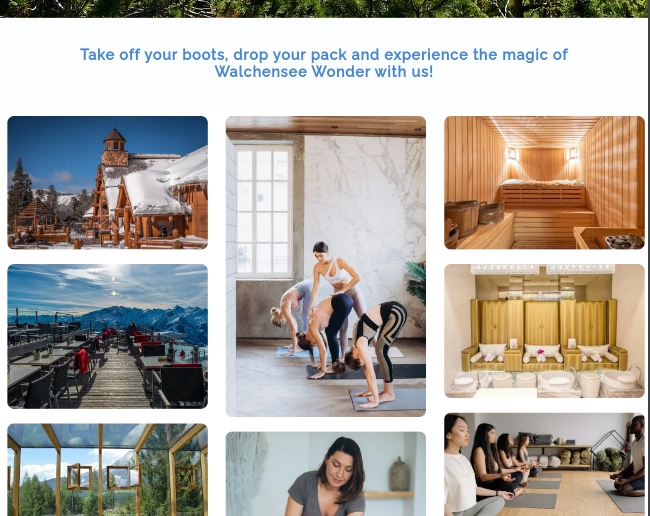 Take off your boots, drop your pack and experience the magic of
Walchensee Wonder with us!